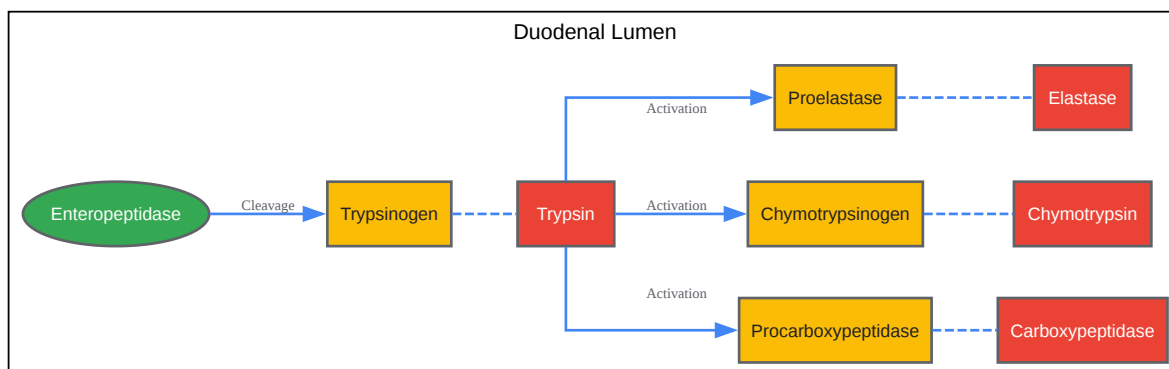 Duodenal Lumen
Activation
Proelastase
Elastase
Enteropeptidase
Cleavage
Trypsinogen
Trypsin
Activation
Chymotrypsinogen
Chymotrypsin
Activation
Procarboxypeptidase
Carboxypeptidase